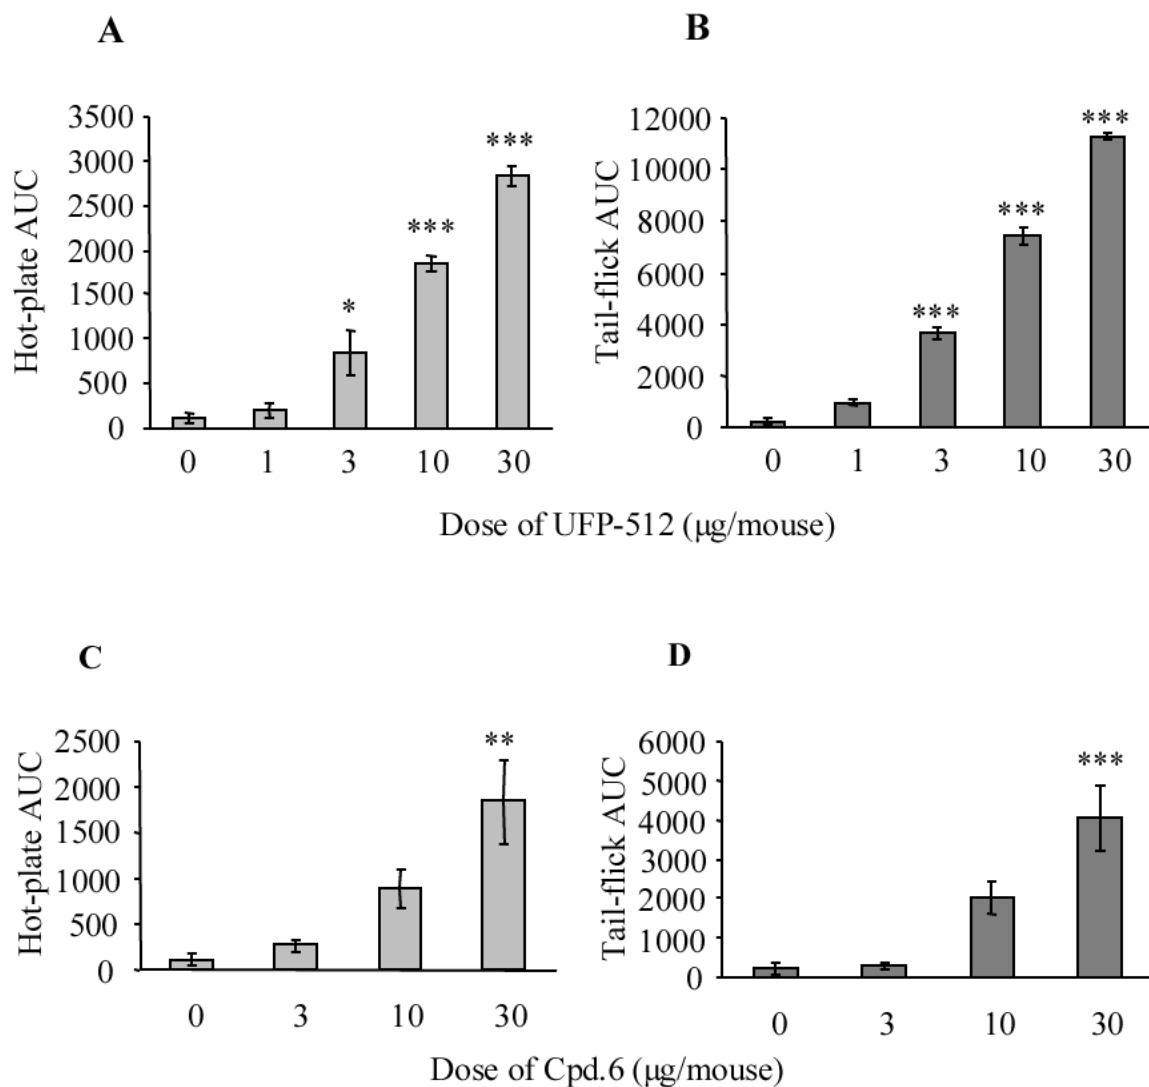 A
B
Hot-plate AUC
3500
3000
2500
2000
1500
1000
500
0
*
***
***
0 1 3 10 30
Tail-flick AUC
12000
10000
8000
6000
4000
2000
0
***
***
***
0 1 3 10 30
Dose of UFP-512 (μg/mouse)
C
D
Hot-plate AUC
2500
2000
1500
1000
500
0
**
0 3 10 30
Tail-flick AUC
6000
5000
4000
3000
2000
1000
0
***
0 3 10 30
Dose of Cpd.6 (μg/mouse)